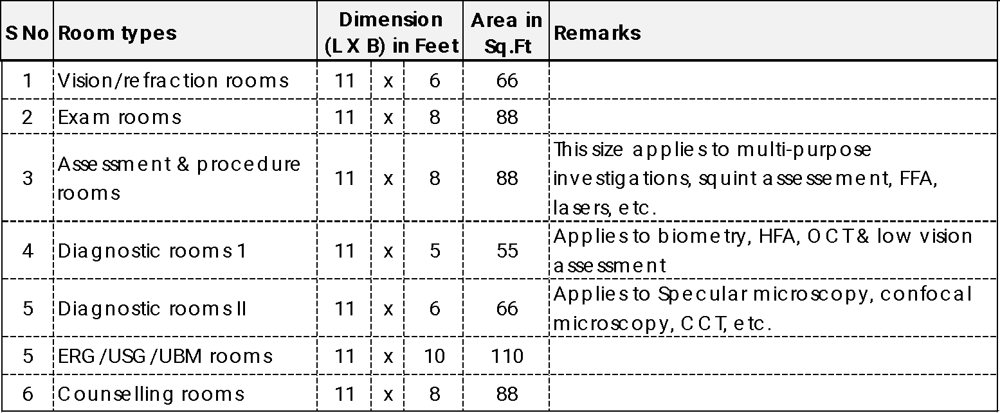 S No Room types Dimension (L X B) in Feet Area in Sq.Ft Remarks
1 Vision/refraction rooms 11 x 6 66
2 Exam rooms 11 x 8 88
3 Assessment & procedure rooms 11 x 8 88 This size applies to multi-purpose investigations, squint assessement, FFA, lasers, etc.
4 Diagnostic rooms 1 11 x 5 55 Applies to biometry, HFA, OCT & low vision assessment
5 Diagnostic rooms II 11 x 6 66 Applies to Specular microscopy, confocal microscopy, CCT, etc.
5 ERG/USG/UBM rooms 11 x 10 110
6 Counselling rooms 11 x 8 88